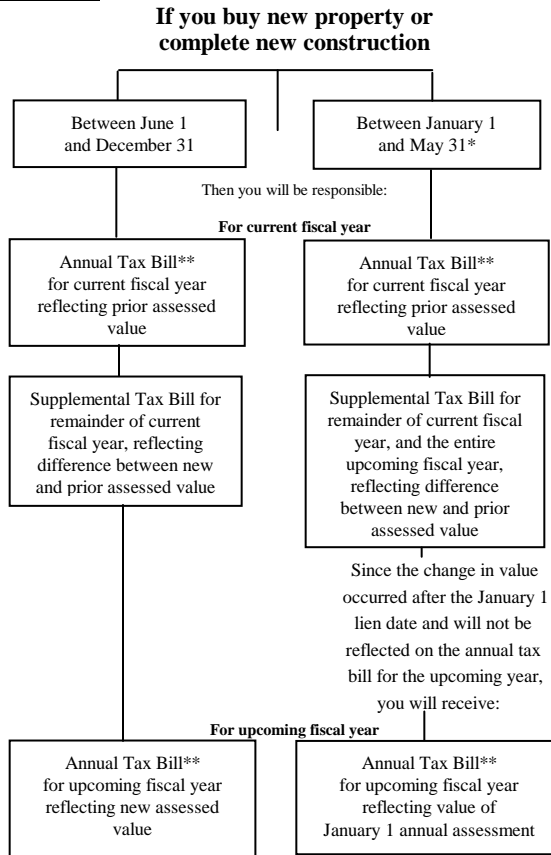 If you buy new property or
complete new construction
Between June 1
and December 31
Between January 1
and May 31*
Then you will be responsible:
For current fiscal year
Annual Tax Bill**
for current fiscal year
reflecting prior assessed
value
Annual Tax Bill**
for current fiscal year
reflecting prior assessed
value
Supplemental Tax Bill for
remainder of current
fiscal year, reflecting
difference between new
and prior assessed value
Supplemental Tax Bill for
remainder of current fiscal
year, and the entire
upcoming fiscal year,
reflecting difference
between new and prior
assessed value
Since the change in value
occurred after the January 1
lien date and will not be
reflected on the annual tax
bill for the upcoming year,
you will receive:
For upcoming fiscal year
Annual Tax Bill**
for upcoming fiscal year
reflecting new assessed
value
Annual Tax Bill**
for upcoming fiscal year
reflecting value of
January 1 annual assessment